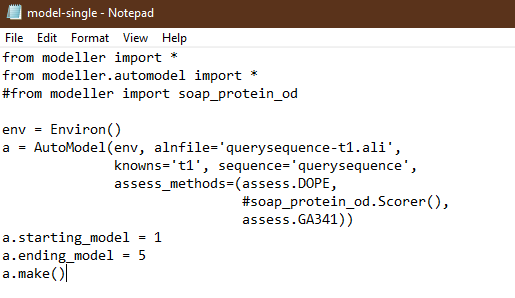 model-single - Notepad
File Edit Format View Help
from modeller import *
from modeller.automodel import *
#from modeller import soap_protein_od

env = Environ()
a = AutoModel(env, alnfile='querysequence-t1.ali',
              knowns='t1', sequence='querysequence',
              assess_methods=(assess.DOPE,
                              #soap_protein_od.Scorer(),
                              assess.GA341))
a.starting_model = 1
a.ending_model = 5
a.make()